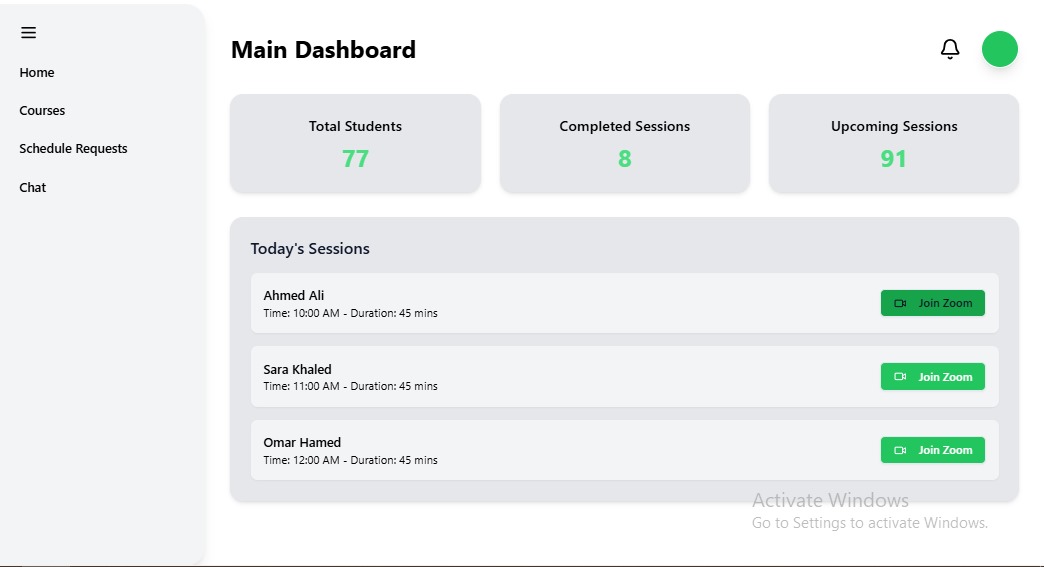 Home
Courses
Schedule Requests
Chat
Main Dashboard
Total Students
77
Completed Sessions
8
Upcoming Sessions
91
Today's Sessions
Ahmed Ali
Time: 10:00 AM - Duration: 45 mins
Join Zoom
Sara Khaled
Time: 11:00 AM - Duration: 45 mins
Join Zoom
Omar Hamed
Time: 12:00 AM - Duration: 45 mins
Join Zoom
Activate Windows
Go to Settings to activate Windows.